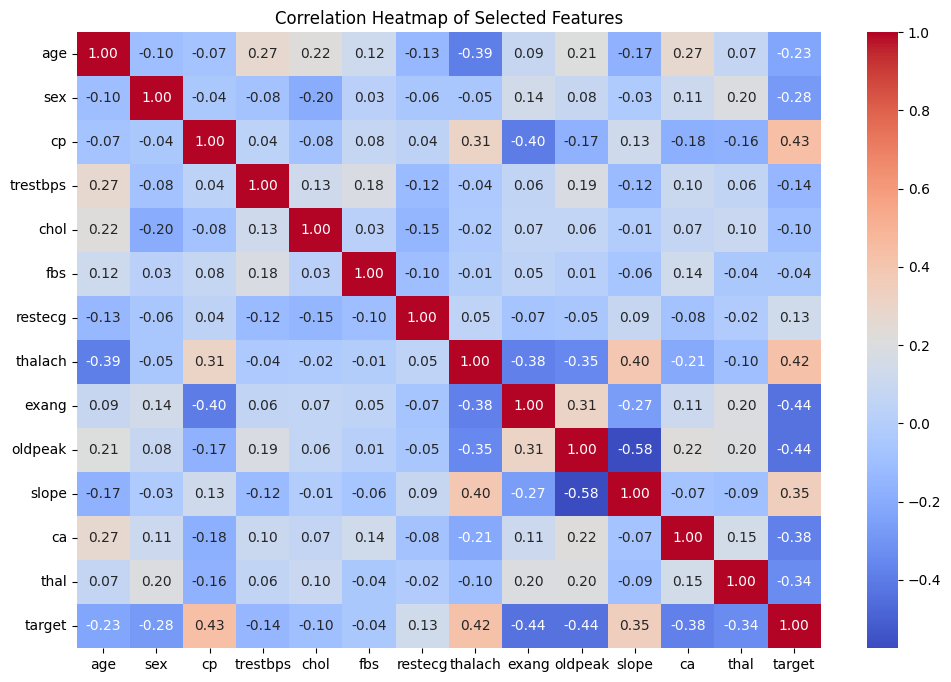 Correlation Heatmap of Selected Features
age 1.00 -0.10 -0.07 0.27 0.22 0.12 -0.13 -0.39 0.09 0.21 -0.17 0.27 0.07 -0.23
sex -0.10 1.00 -0.04 -0.08 -0.20 0.03 -0.06 -0.05 0.14 0.08 -0.03 0.11 0.20 -0.28
cp -0.07 -0.04 1.00 0.04 -0.08 0.08 0.04 0.31 -0.40 -0.17 0.13 -0.18 -0.16 0.43
trestbps 0.27 -0.08 0.04 1.00 0.13 0.18 -0.12 -0.04 0.06 0.19 -0.12 0.10 0.06 -0.14
chol 0.22 -0.20 -0.08 0.13 1.00 0.03 -0.15 -0.02 0.07 0.06 -0.01 0.07 0.10 -0.10
fbs 0.12 0.03 0.08 0.18 0.03 1.00 -0.10 -0.01 0.05 0.01 -0.06 0.14 -0.04 -0.04
restecg -0.13 -0.06 0.04 -0.12 -0.15 -0.10 1.00 0.05 -0.07 -0.05 0.09 -0.08 -0.02 0.13
thalach -0.39 -0.05 0.31 -0.04 -0.02 -0.01 0.05 1.00 -0.38 -0.35 0.40 -0.21 -0.10 0.42
exang 0.09 0.14 -0.40 0.06 0.07 0.05 -0.07 -0.38 1.00 0.31 -0.27 0.11 0.20 -0.44
oldpeak 0.21 0.08 -0.17 0.19 0.06 0.01 -0.05 -0.35 0.31 1.00 -0.58 0.22 0.20 -0.44
slope -0.17 -0.03 0.13 -0.12 -0.01 -0.06 0.09 0.40 -0.27 -0.58 1.00 -0.07 -0.09 0.35
ca 0.27 0.11 -0.18 0.10 0.07 0.14 -0.08 -0.21 0.11 0.22 -0.07 1.00 0.15 -0.38
thal 0.07 0.20 -0.16 0.06 0.10 -0.04 -0.02 -0.10 0.20 0.20 -0.09 0.15 1.00 -0.34
target -0.23 -0.28 0.43 -0.14 -0.10 -0.04 0.13 0.42 -0.44 -0.44 0.35 -0.38 -0.34 1.00
age sex cp trestbps chol fbs restecg thalach exang oldpeak slope ca thal target
1.0
0.8
0.6
0.4
0.2
0.0
−0.2
−0.4